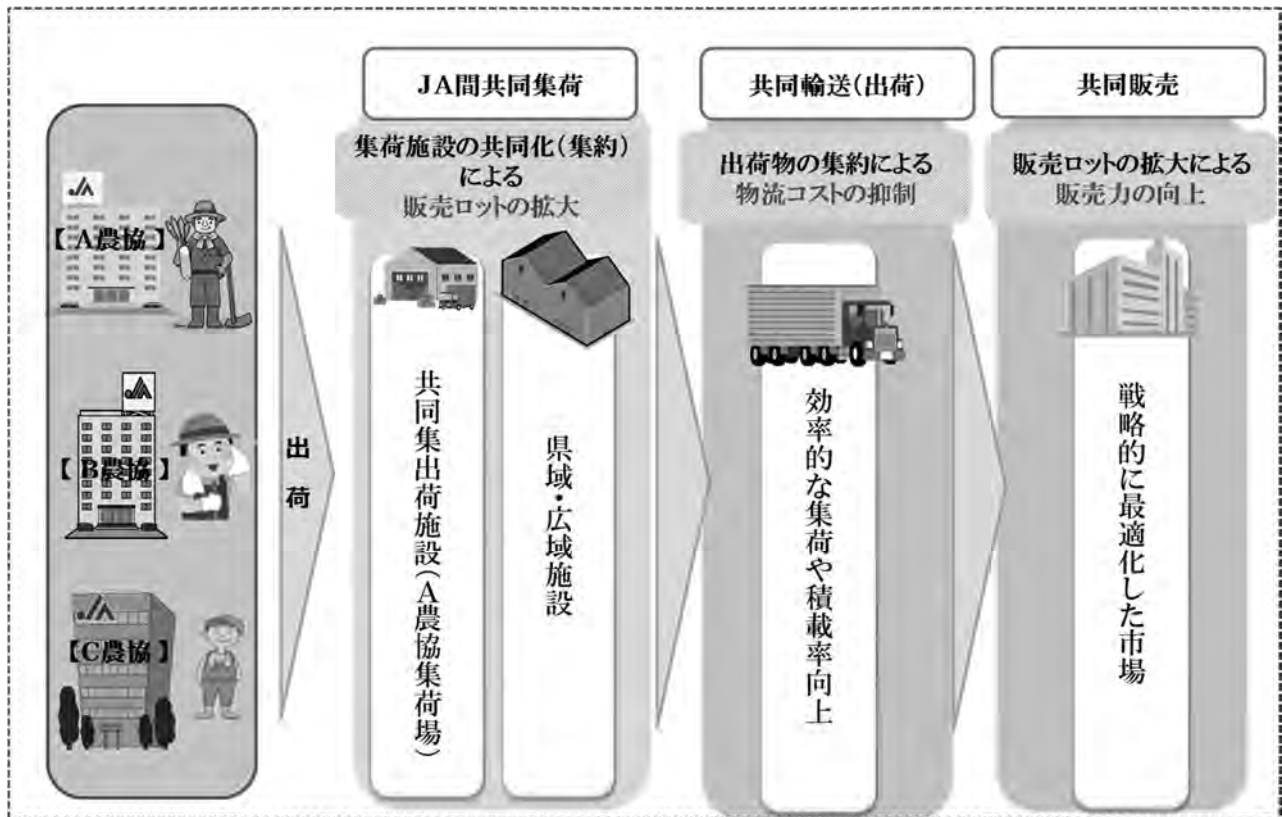 JA
【A農協】
JA
【B農協】
JA
【C農協】
出荷
JA間共同集荷
集荷施設の共同化(集約)
による
販売ロットの拡大
共同集出荷施設(A農協集荷場)
県域・広域施設
共同輸送(出荷)
出荷物の集約による
物流コストの抑制
効率的な集荷や積載率向上
共同販売
販売ロットの拡大による
販売力の向上
戦略的に最適化した市場